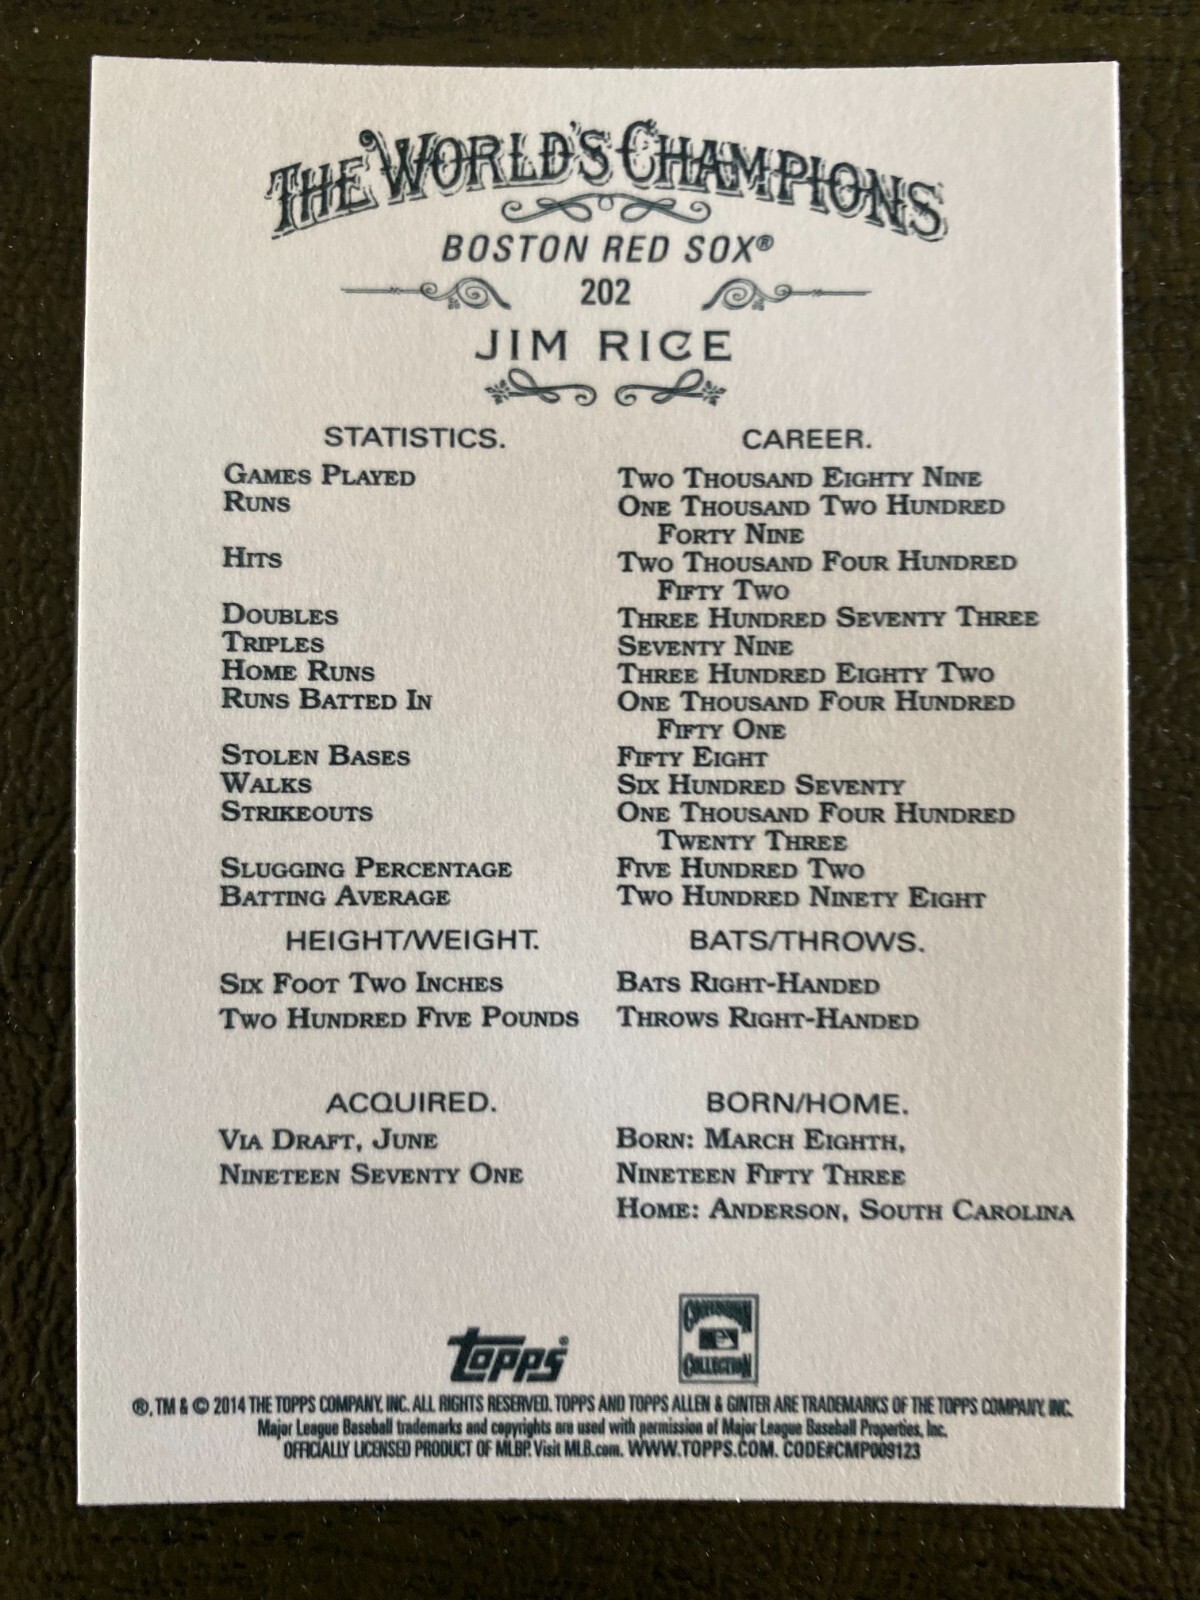 THE WORLD'S CHAMPIONS
BOSTON RED SOX®
202
JIM RICE
STATISTICS. CAREER.
GAMES PLAYED TWO THOUSAND EIGHTY NINE
RUNS ONE THOUSAND TWO HUNDRED
FORTY NINE
HITS TWO THOUSAND FOUR HUNDRED
FIFTY TWO
DOUBLES THREE HUNDRED SEVENTY THREE
TRIPLES SEVENTY NINE
HOME RUNS THREE HUNDRED EIGHTY TWO
RUNS BATTED IN ONE THOUSAND FOUR HUNDRED
FIFTY ONE
STOLEN BASES FIFTY EIGHT
WALKS SIX HUNDRED SEVENTY
STRIKEOUTS ONE THOUSAND FOUR HUNDRED
TWENTY THREE
SLUGGING PERCENTAGE FIVE HUNDRED TWO
BATTING AVERAGE TWO HUNDRED NINETY EIGHT
HEIGHT/WEIGHT. BATS/THROWS.
SIX FOOT TWO INCHES BATS RIGHT-HANDED
TWO HUNDRED FIVE POUNDS THROWS RIGHT-HANDED
ACQUIRED. BORN/HOME.
VIA DRAFT, JUNE BORN: MARCH EIGHTH,
NINETEEN SEVENTY ONE NINETEEN FIFTY THREE
HOME: ANDERSON, SOUTH CAROLINA
topps® COOPERSTOWN
COLLECTION
®, TM & © 2014 THE TOPPS COMPANY, INC. ALL RIGHTS RESERVED. TOPPS AND TOPPS ALLEN & GINTER ARE TRADEMARKS OF THE TOPPS COMPANY, INC.
Major League Baseball trademarks and copyrights are used with permission of Major League Baseball Properties, Inc.
OFFICIALLY LICENSED PRODUCT OF MLBP. Visit MLB.com. WWW.TOPPS.COM. CODE#CMP009123